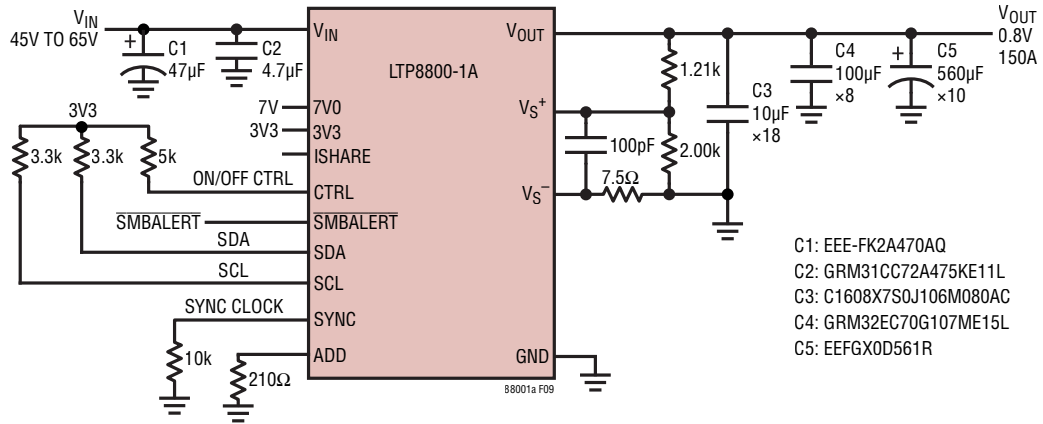 VIN
45V TO 65V
C1
47µF
C2
4.7µF
VIN
VOUT
LTP8800-1A
7V
7V0
3V3
3V3
ISHARE
3V3
3.3k
3.3k
5k
ON/OFF CTRL
CTRL
SMBALERT
SMBALERT
SDA
SDA
SCL
SCL
SYNC CLOCK
SYNC
10k
ADD
210Ω
GND
VS+
VS–
1.21k
100pF
2.00k
7.5Ω
C3
10µF
×18
C4
100µF
×8
+
C5
560µF
×10
+
VOUT
0.8V
150A
C1: EEE-FK2A470AQ
C2: GRM31CC72A475KE11L
C3: C1608X7S0J106M080AC
C4: GRM32EC70G107ME15L
C5: EEFGX0D561R